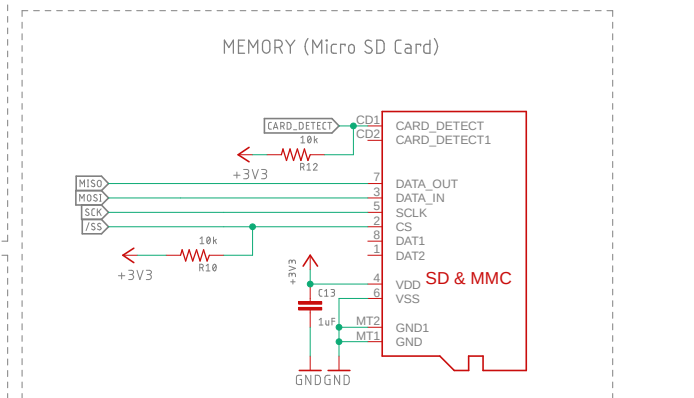 MEMORY (Micro SD Card)
CARD_DETECT
CD1
CARD_DETECT
10k
CD2
CARD_DETECT1
+3V3
R12
MISO
7
DATA_OUT
MOSI
3
DATA_IN
SCK
5
SCLK
/SS
2
CS
10k
8
DAT1
R10
1
DAT2
+3V3
+3V3
4
VDD
SD & MMC
C13
6
VSS
1uF
MT2
GND1
MT1
GND
GND
GND